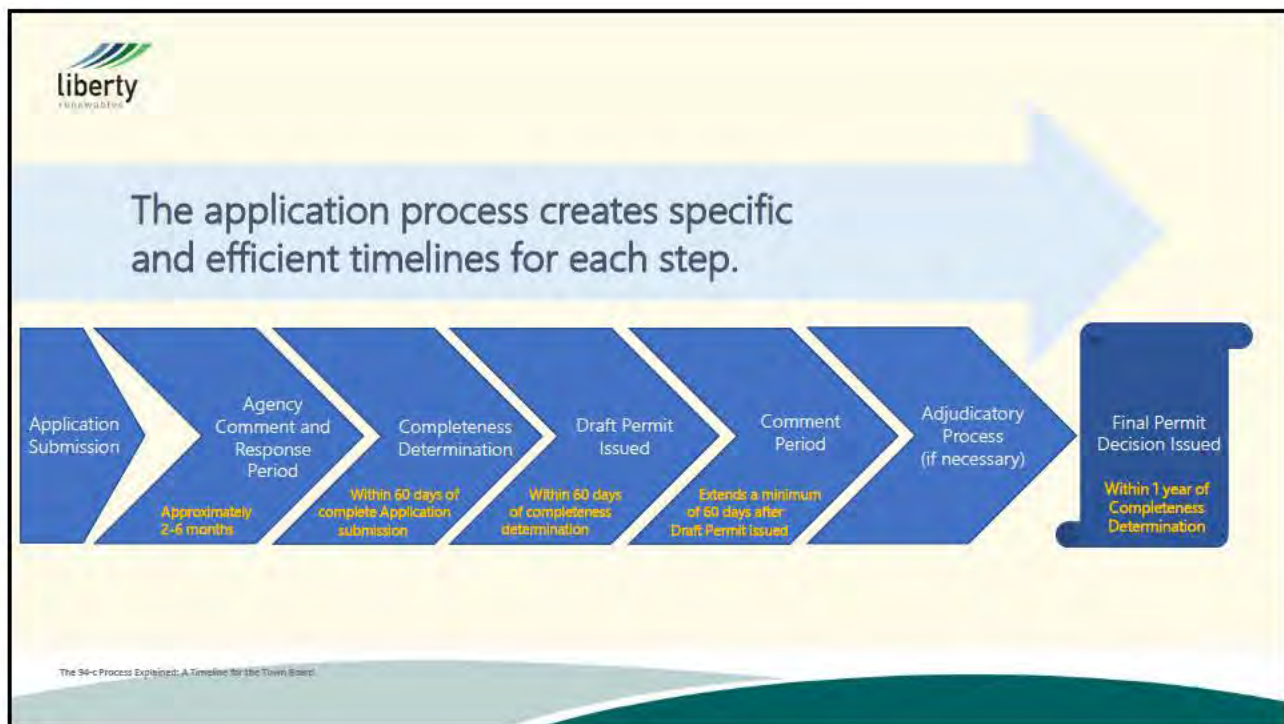 liberty
renewables
The application process creates specific
and efficient timelines for each step.
Application
Submission
Agency
Comment and
Response
Period
Approximately
2-6 months
Completeness
Determination
Within 60 days of
complete Application
submission
Draft Permit
Issued
Within 60 days
of completeness
determination
Comment
Period
Extends a minimum
of 60 days after
Draft Permit issued
Adjudicatory
Process
(if necessary)
Final Permit
Decision Issued
Within 1 year of
Completeness
Determination
The 94-c Process Explained: A Timeline for the Town Board